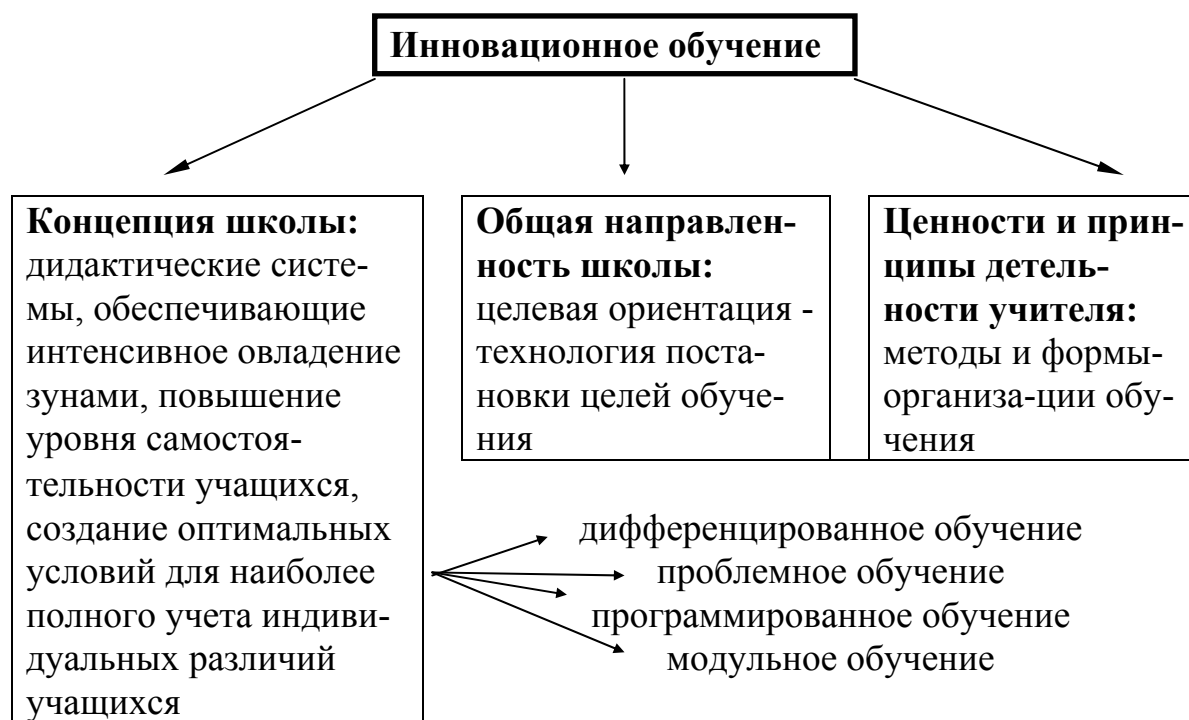 Инновационное обучение
Концепция школы:
дидактические систе-
мы, обеспечивающие
интенсивное овладение
зунами, повышение
уровня самостоя-
тельности учащихся,
создание оптимальных
условий для наиболее
полного учета индиви-
дуальных различий
учащихся
Общая направлен-
ность школы:
целевая ориентация -
технология поста-
новки целей обуче-
ния
Ценности и прин-
ципы детель-
ности учителя:
методы и формы-
организа-ции обу-
чения
дифференцированное обучение
проблемное обучение
программированное обучение
модульное обучение